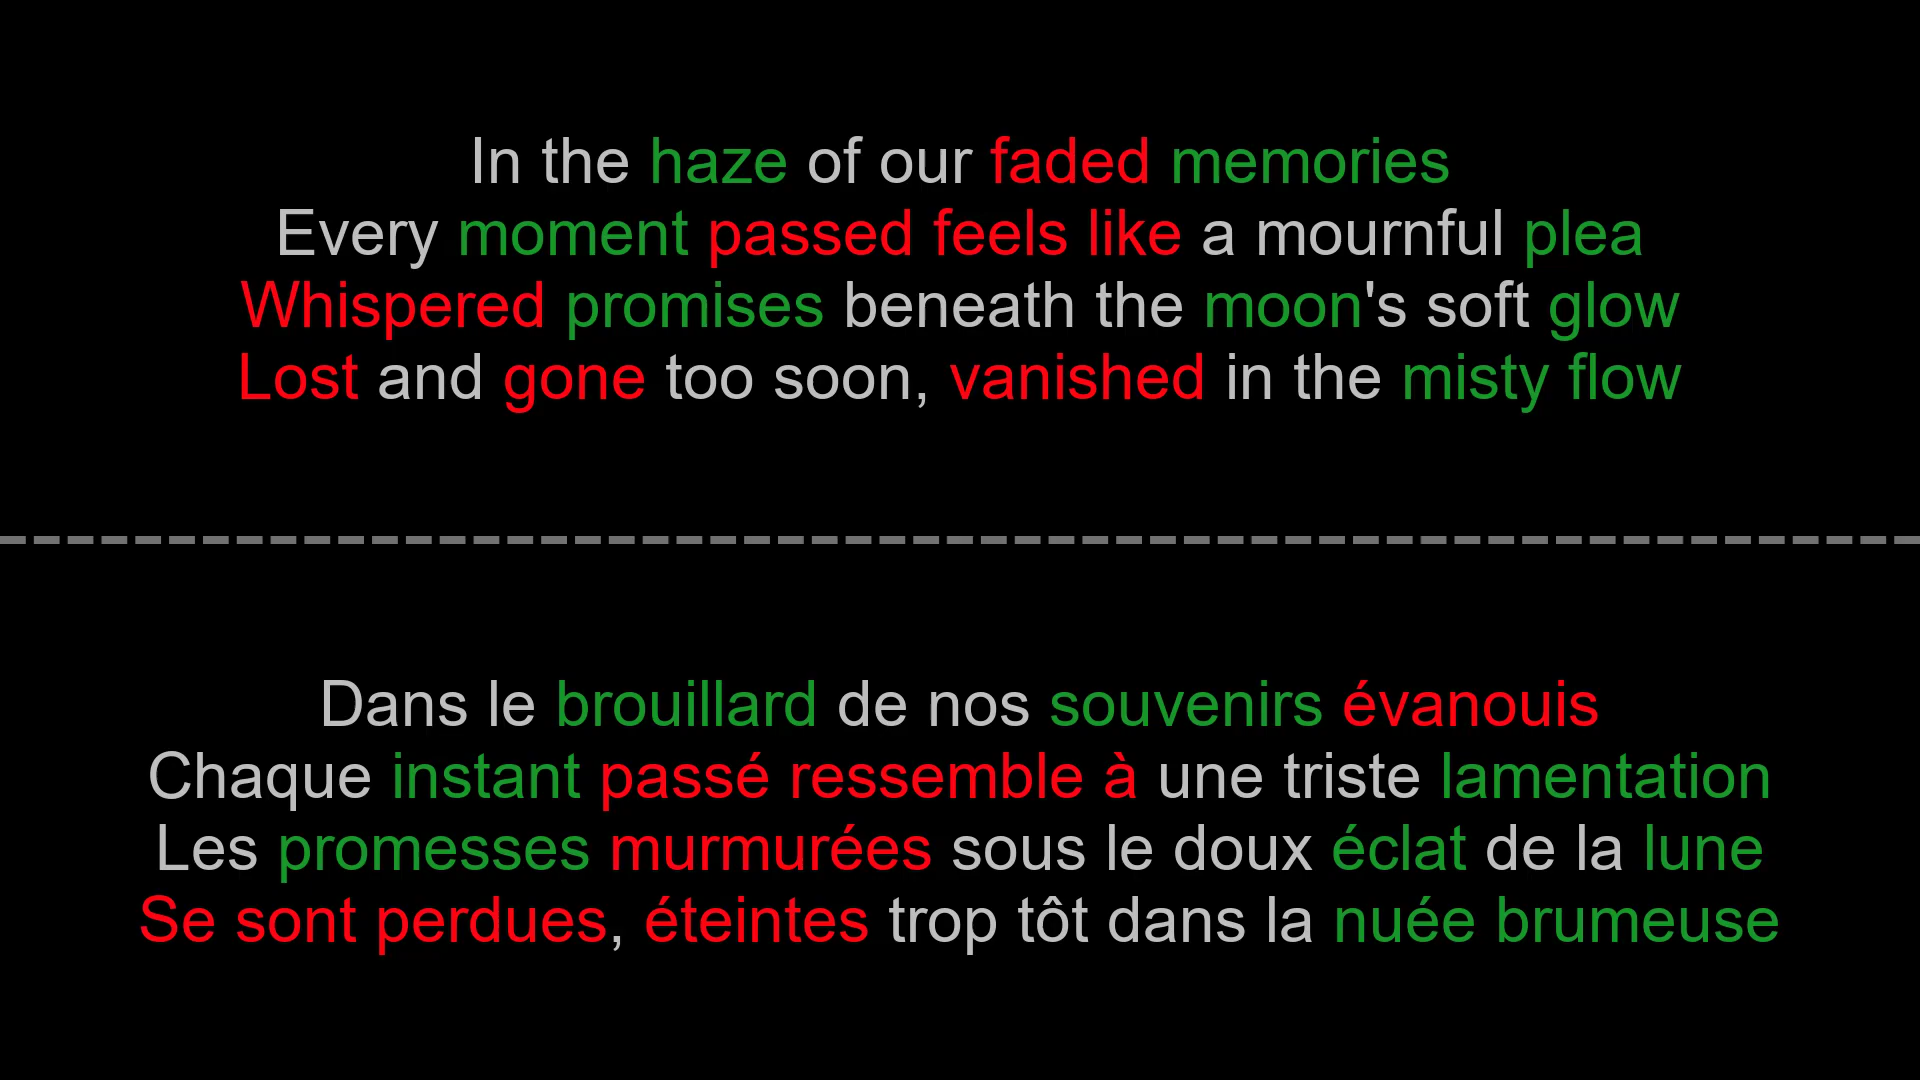 In the haze of our faded memories
Every moment passed feels like a mournful plea
Whispered promises beneath the moon's soft glow
Lost and gone too soon, vanished in the misty flow
Dans le brouillard de nos souvenirs évanouis
Chaque instant passé ressemble à une triste lamentation
Les promesses murmurées sous le doux éclat de la lune
Se sont perdues, éteintes trop tôt dans la nuée brumeuse